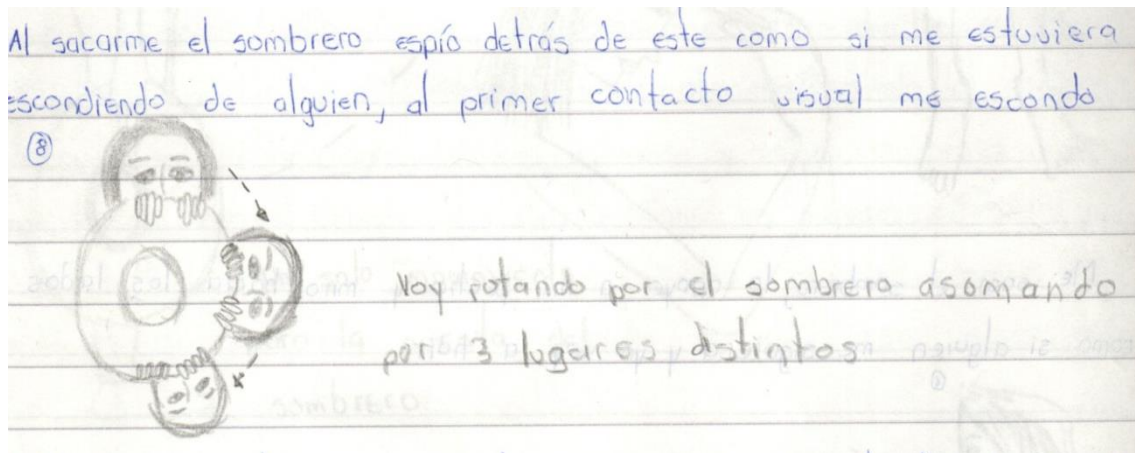 Al sacarme el sombrero espío detrás de este como si me estuviera
escondiendo de alguien, al primer contacto visual me escondo
8
Voy rotando por el sombrero asomando
por 3 lugares distintos